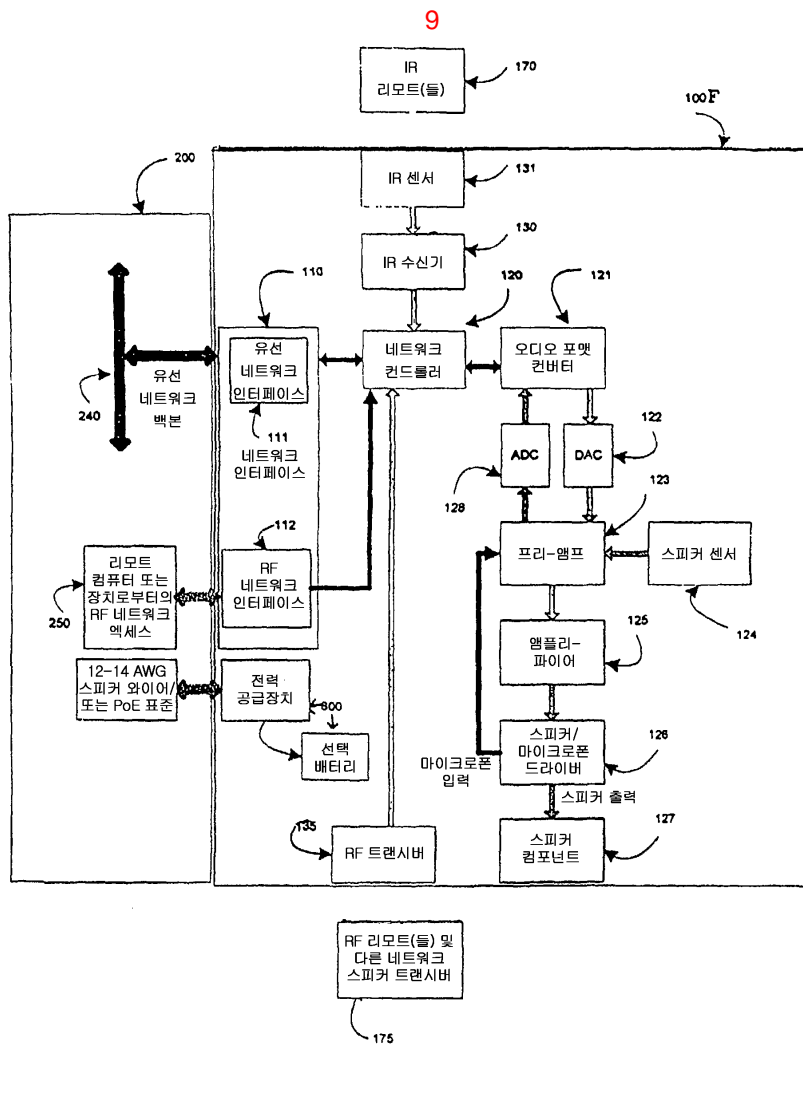 9
IR
리모트(들)
170
100F
200
IR 센서
131
IR 수신기
130
110
120
121
유선
네트워크
인터페이스
네트워크
컨드롤러
오디오 포맷
컨버터
유선
네트워크
백본
240
111
네트워크
인터페이스
ADC
DAC
122
128
123
112
리모트
컴퓨터 또는
장치로부터의
RF 네트워크
엑세스
250
RF
네트워크
인터페이스
프리-앰프
스피커 센서
124
앰플리-
파이어
125
12-14 AWG
스피커 와이어/
또는 PoE 표준
전력
공급장치
800
선택
배터리
마이크로폰
입력
스피커/
마이크로폰
드라이버
126
스피커 출력
135
RF 트랜시버
스피커
컴포넌트
127
RF 리모트(들) 및
다른 네트워크
스피커 트랜시버
175